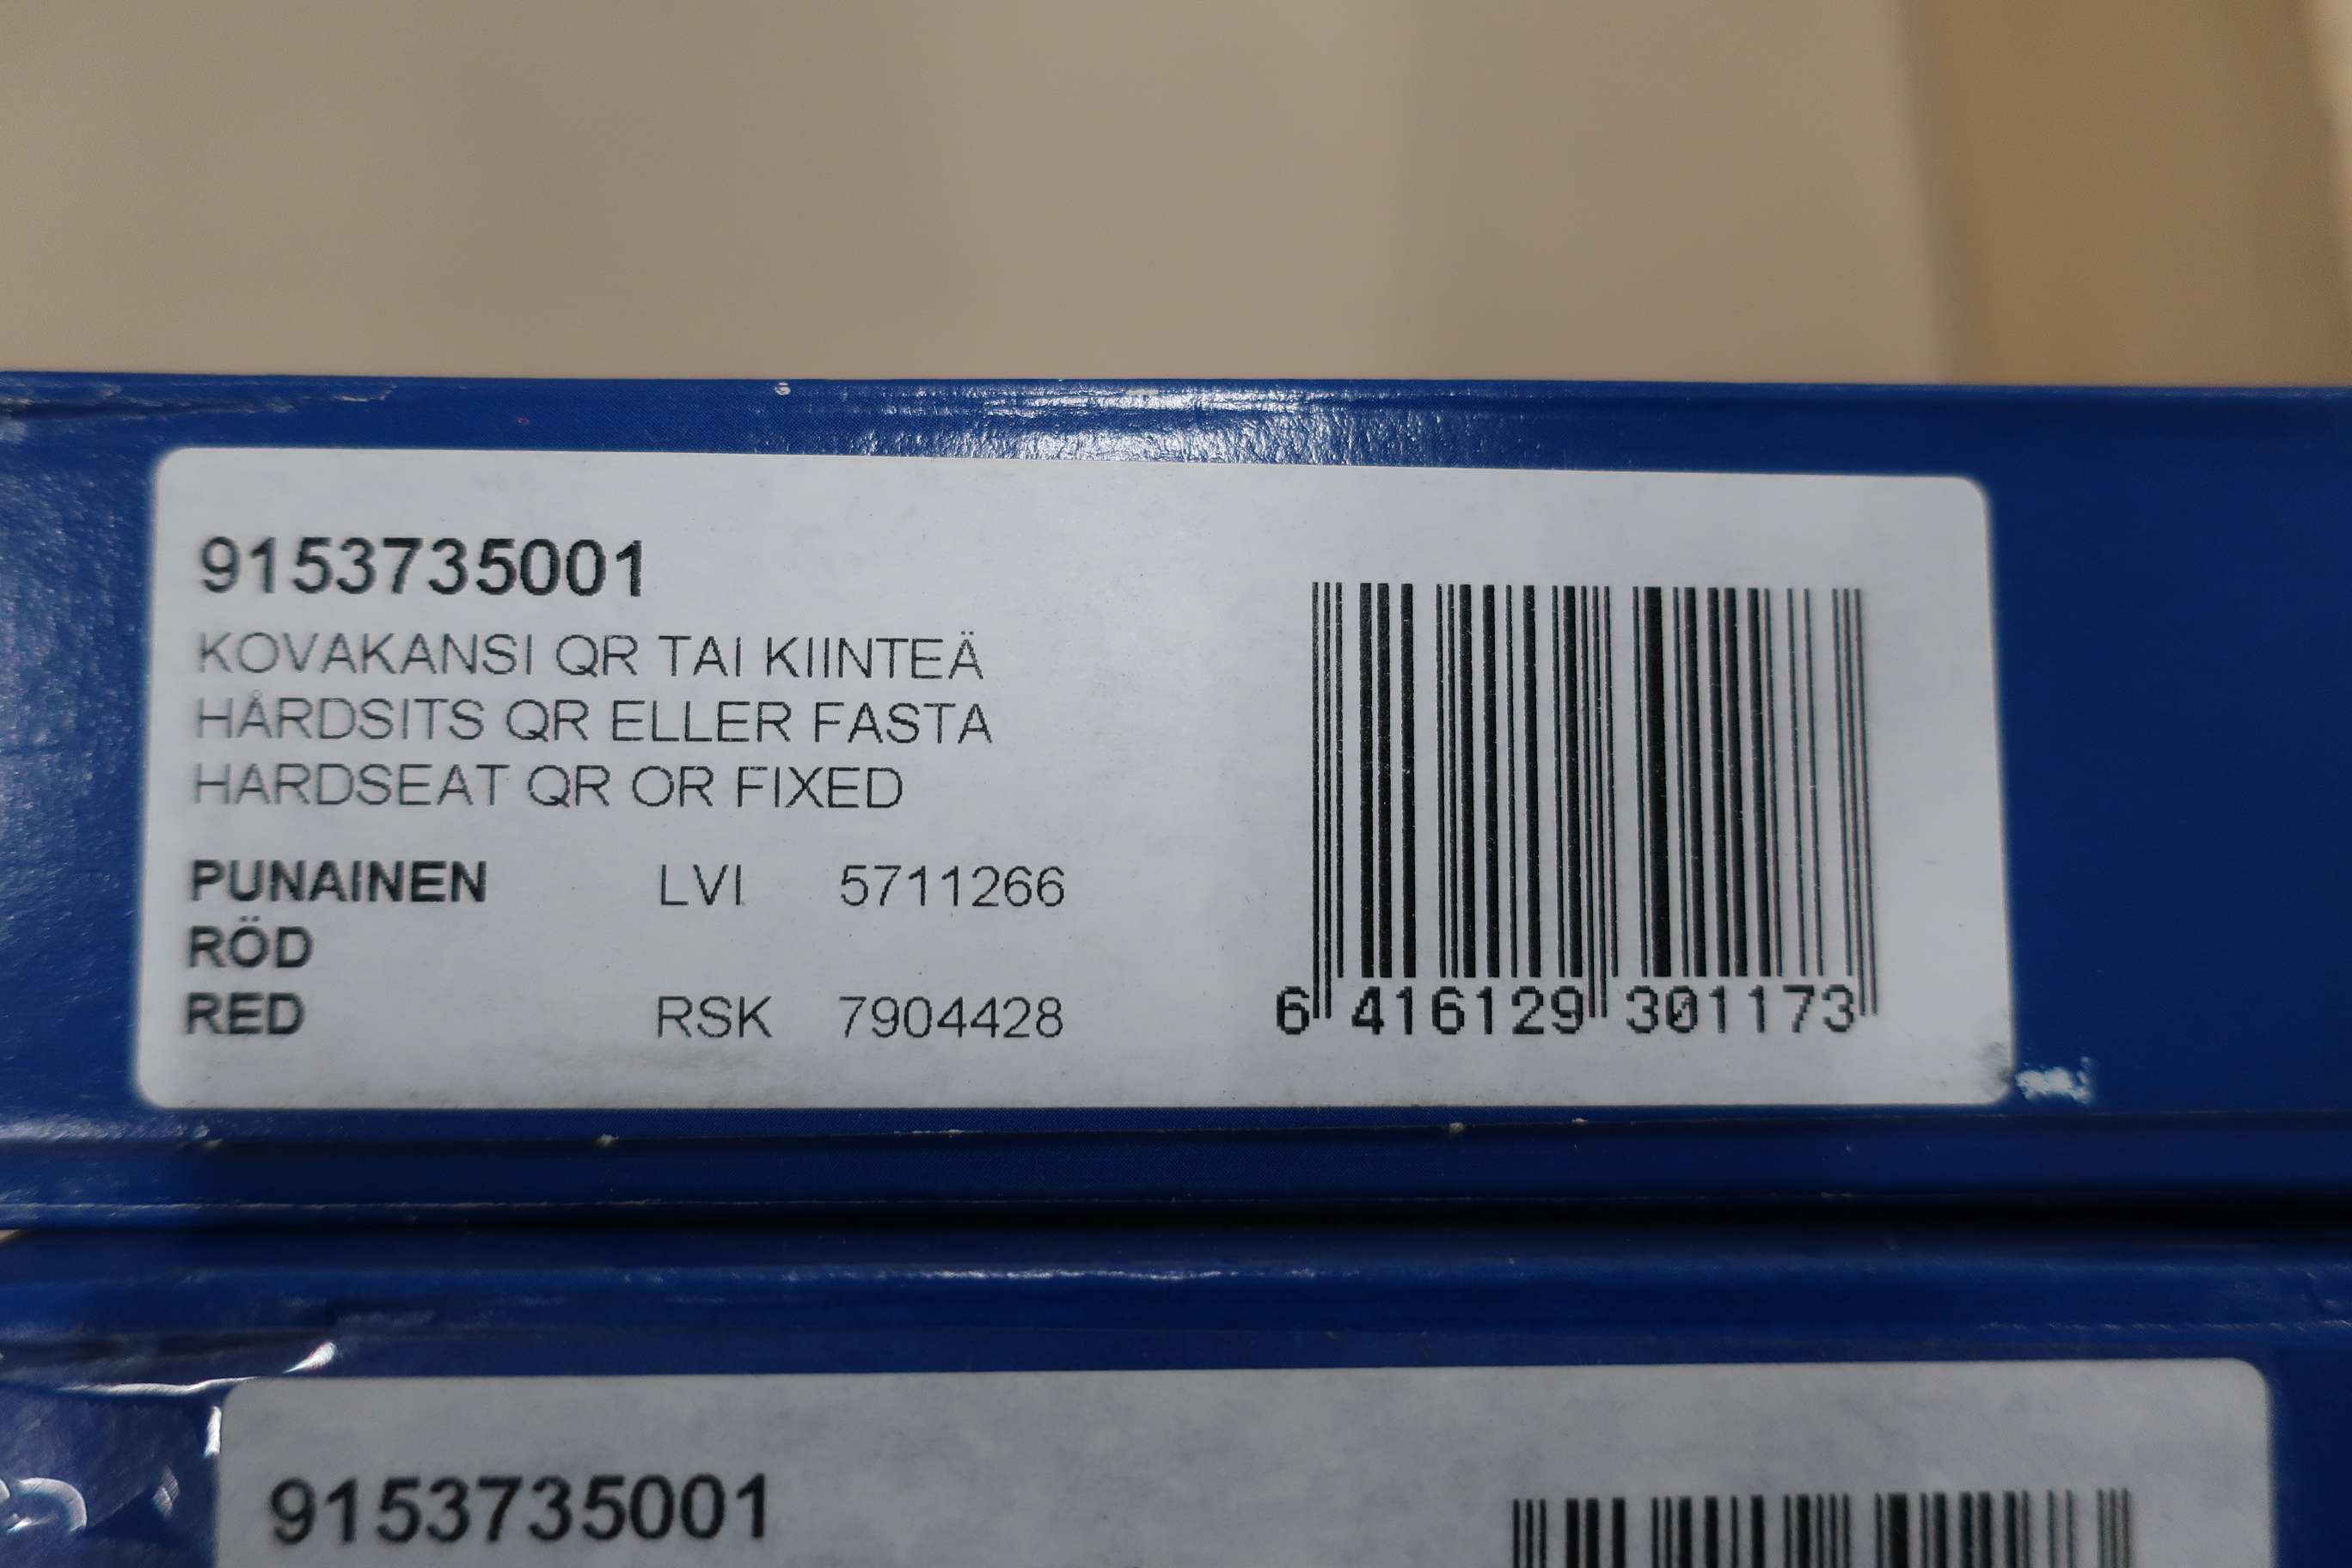 9153735001
KOVAKANSI QR TAI KIINTEÄ
HÅRDSITS QR ELLER FASTA
HARDSEAT QR OR FIXED
PUNAINEN LVI 5711266
RÖD
RED RSK 7904428
6 416129 301173
9153735001